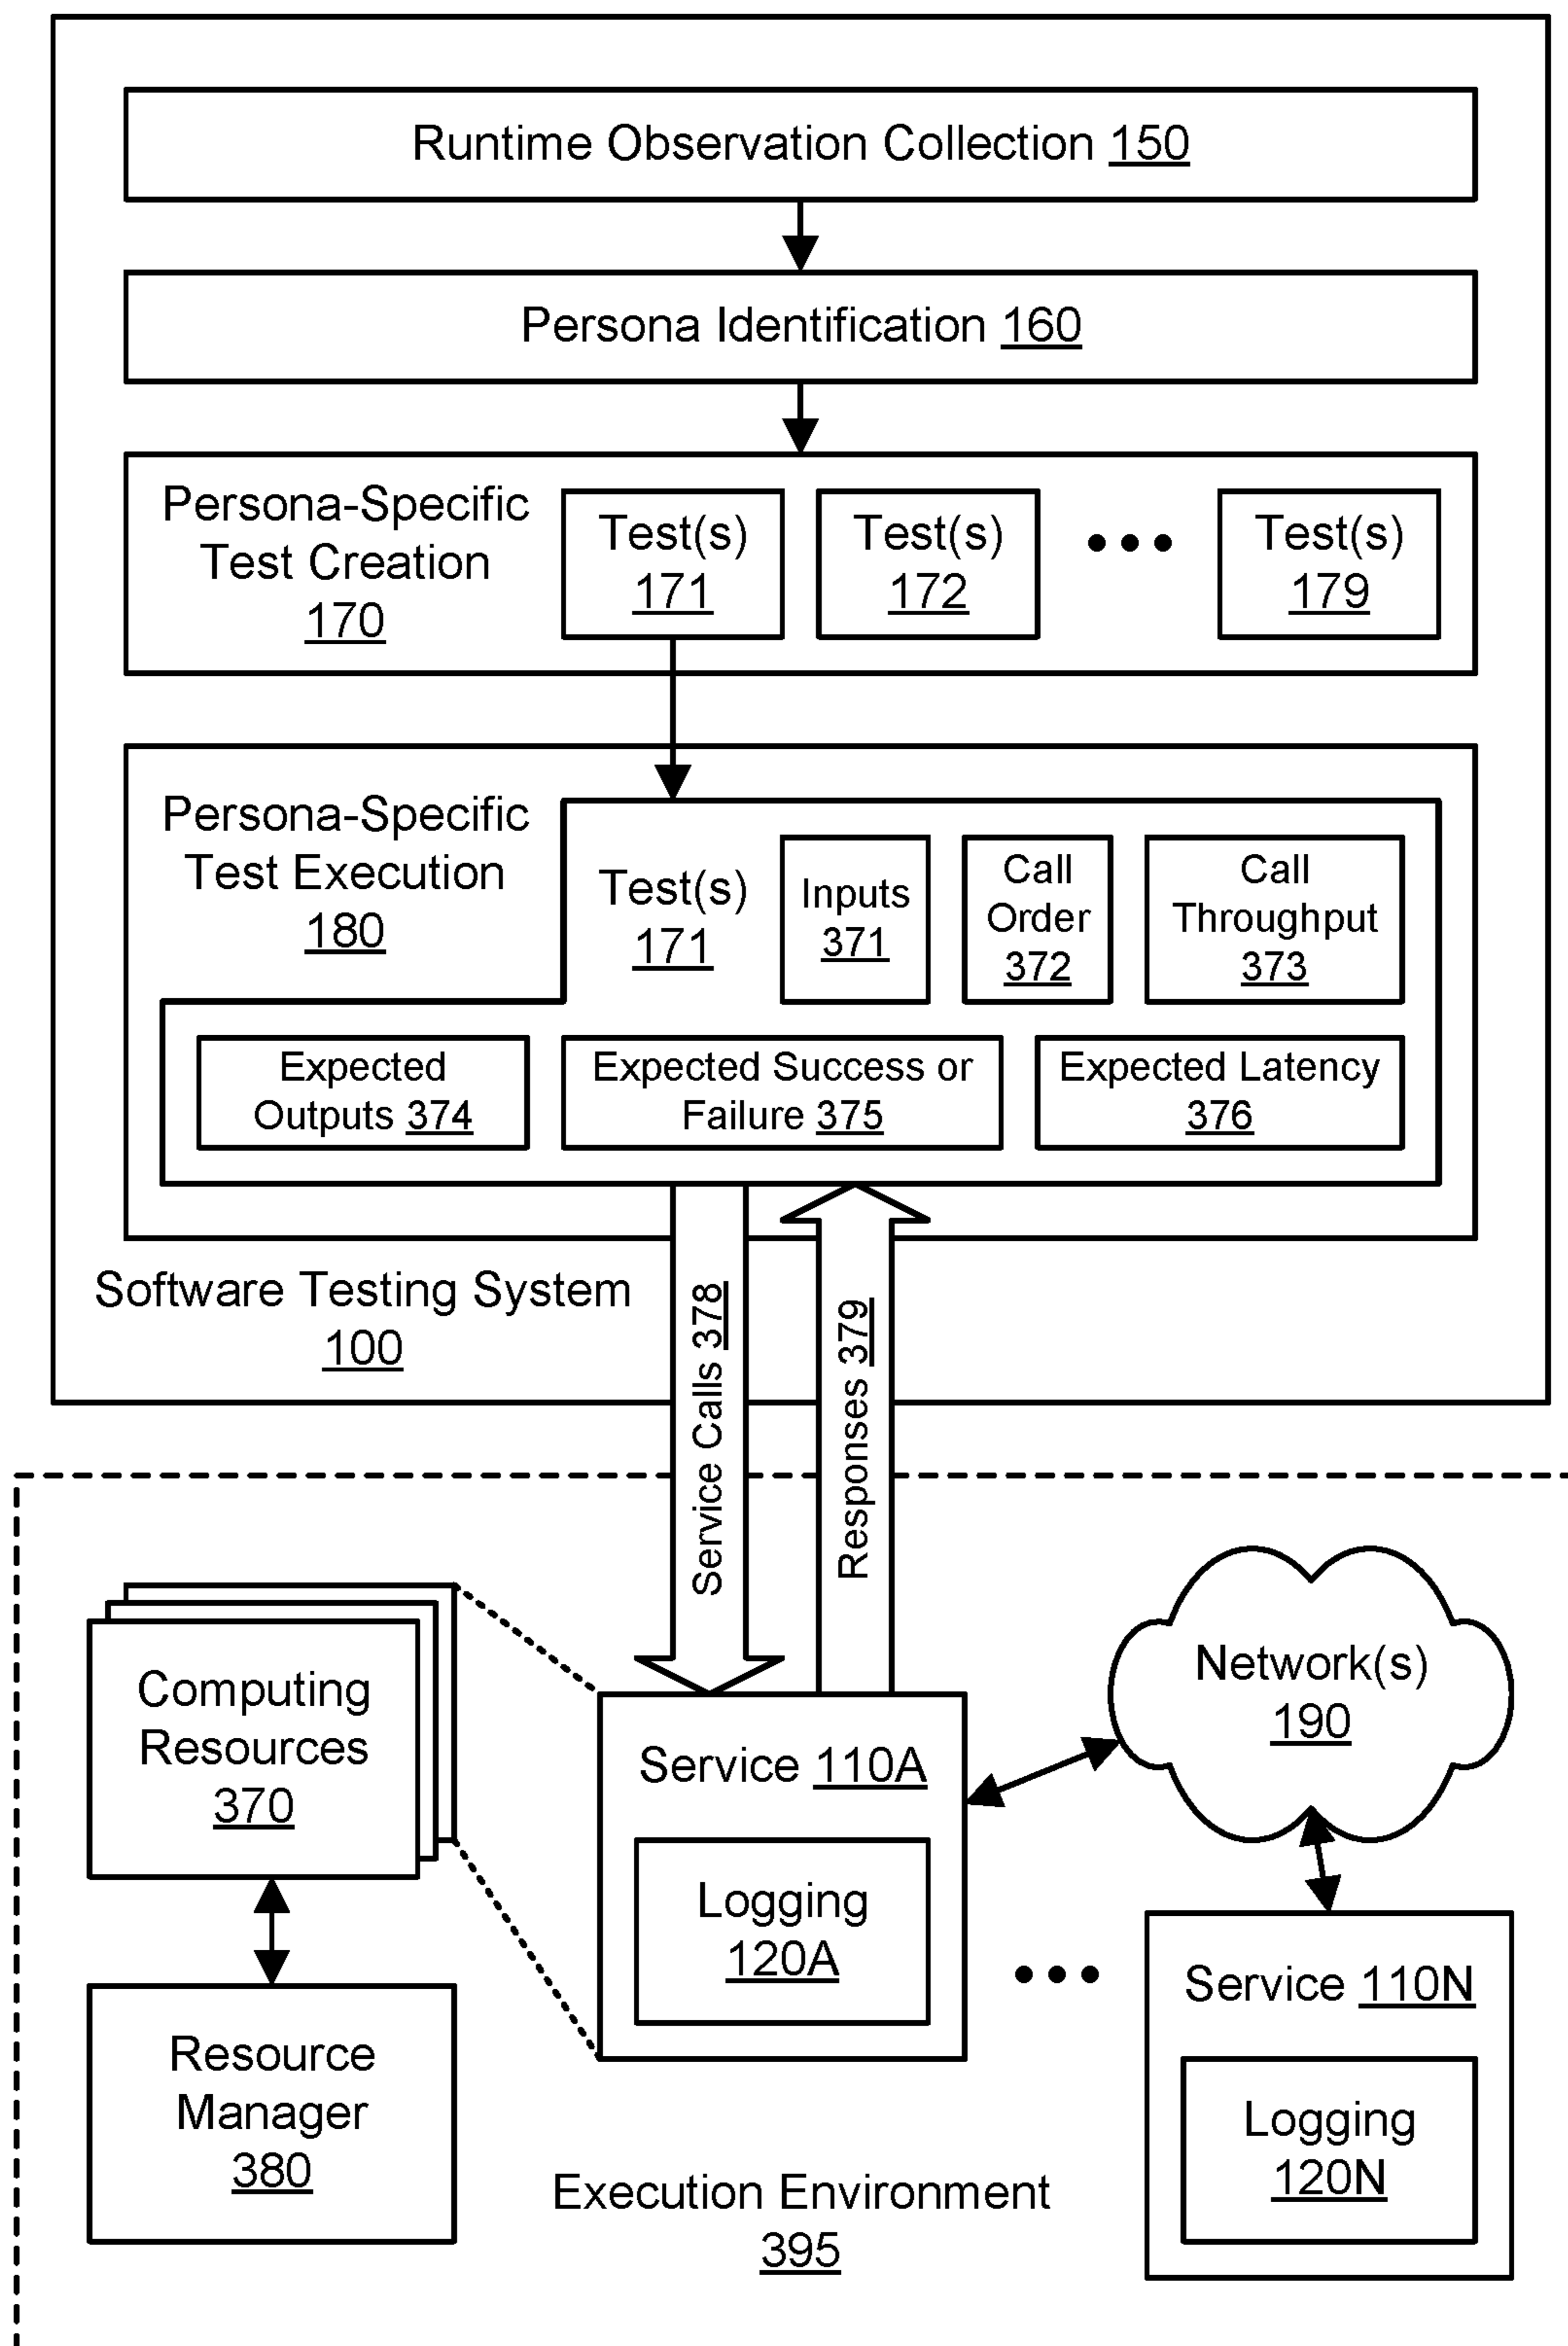 Runtime Observation Collection 150
Persona Identification 160
Persona-Specific
Test Creation
170
Test(s)
171
Test(s)
172
Test(s)
179
Persona-Specific
Test Execution
180
Test(s)
171
Inputs
371
Call
Order
372
Call
Throughput
373
Expected
Outputs 374
Expected Success or
Failure 375
Expected Latency
376
Software Testing System
100
Service Calls 378
Responses 379
Computing
Resources
370
Service 110A
Logging
120A
Network(s)
190
Resource
Manager
380
Service 110N
Logging
120N
Execution Environment
395